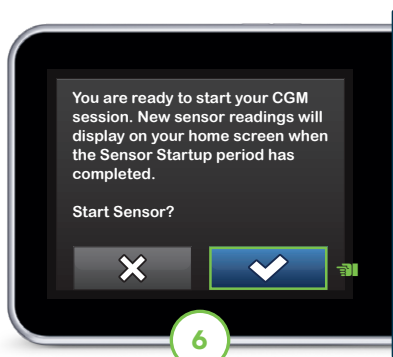 You are ready to start your CGM
session. New sensor readings will
display on your home screen when
the Sensor Startup period has
completed.
Start Sensor?
6